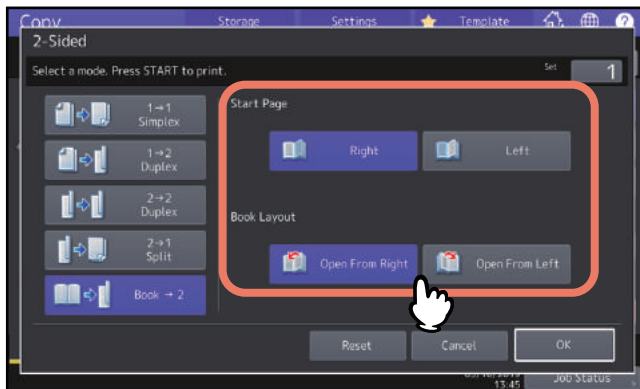 Copy
Storage
Settings
Template
2-Sided
Select a mode. Press START to print.
Set
1
1→1
Simplex
1→2
Duplex
2→2
Duplex
2→1
Split
Book → 2
Start Page
Right
Left
Book Layout
Open From Right
Open From Left
Reset
Cancel
OK
13:45
Job Status